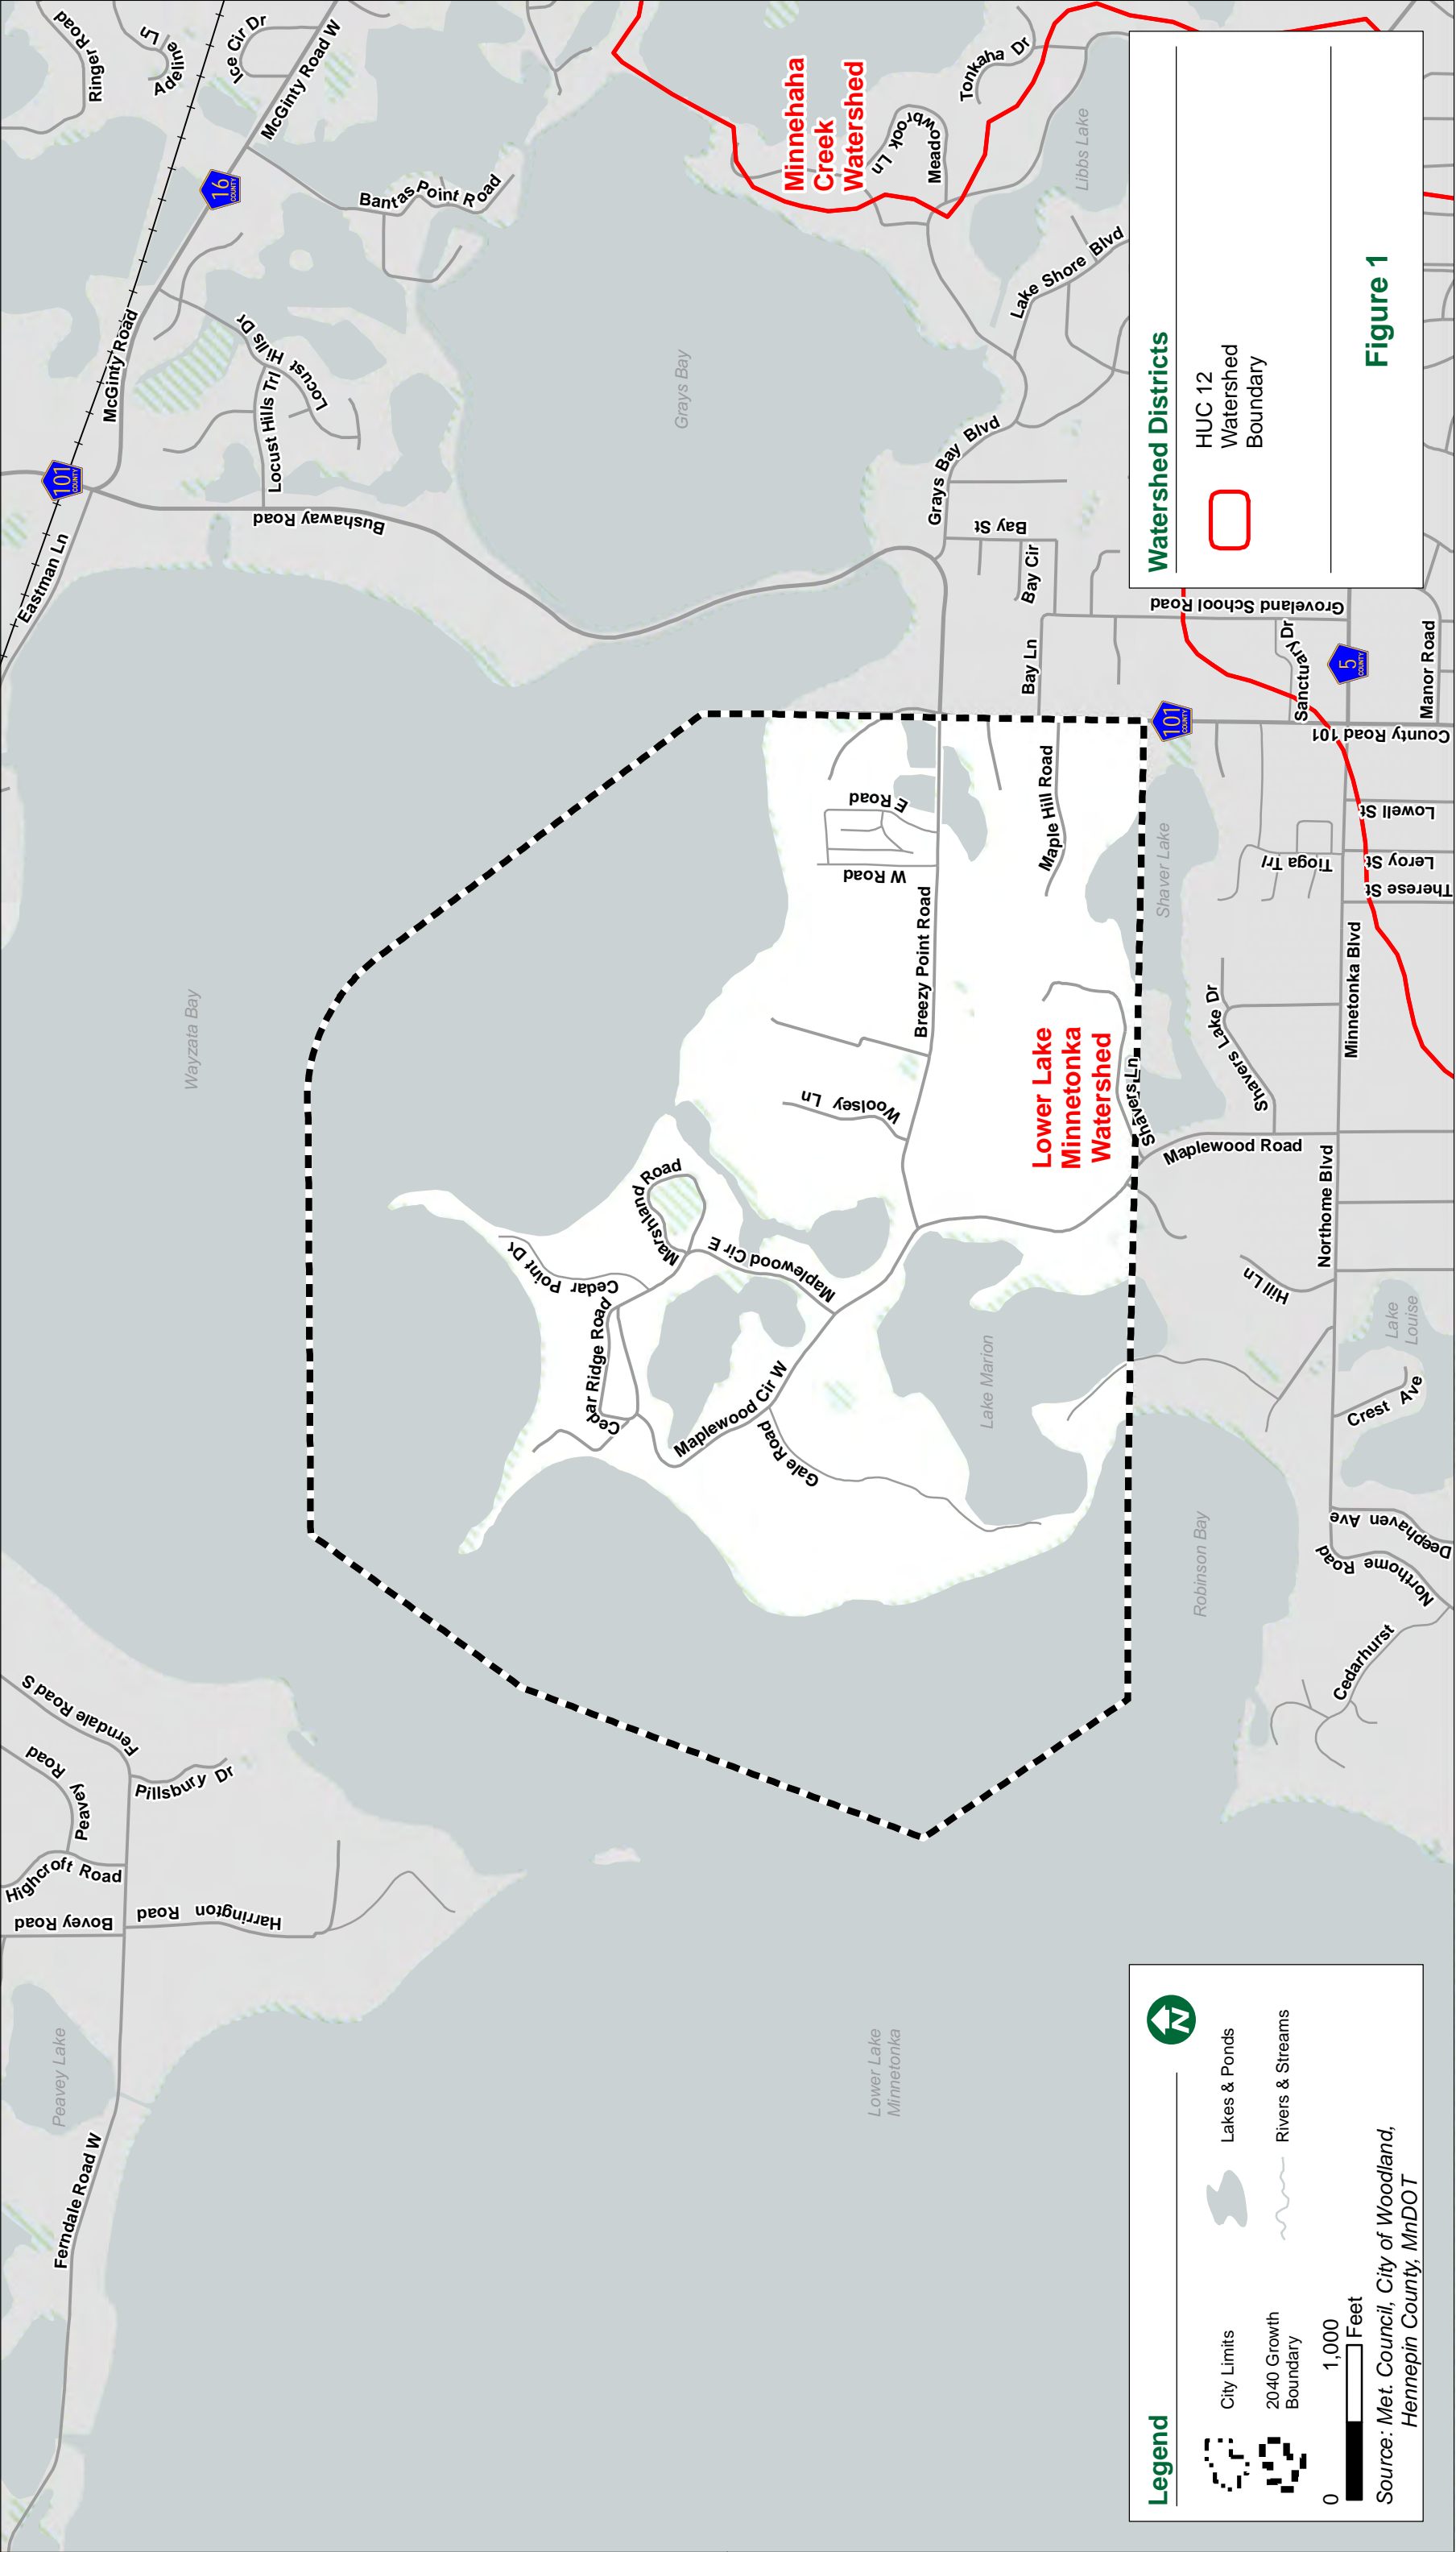 Ferndale Road W
Peavey Lake
Bovey Road
Highcroft Road
Peavey Road
Ferndale Road S
Pillsbury Dr
Harrington Road
Wayzata Bay
Eastman Ln
101
COUNTY
McGinty Road
Bushaway Road
Locust Hills Trl
Locust Hills Dr
16
COUNTY
McGinty Road W
Bantas Point Road
Ice Cir Dr
Adeline Ln
Ringer Road
Grays Bay
Minnehaha
Creek
Watershed
Meadowbrook Ln
Tonkaha Dr
Libbs Lake
Lake Shore Blvd
Grays Bay Blvd
Bay St
Bay Cir
Bay Ln
Cedar Point Dr
Marshland Road
Cedar Ridge Road
Cedar
Maplewood Cir E
Maplewood Cir W
Gale Road
Woolsey Ln
W Road
E Road
Breezy Point Road
Maple Hill Road
Lake Marion
Lower Lake
Minnetonka
Watershed
Shavers Ln
Shaver Lake
Lower Lake
Minnetonka
Robinson Bay
Maplewood Road
Shavers Lake Dr
Tioga Trl
101
COUNTY
Groveland School Road
Sanctuary Dr
5
COUNTY
Manor Road
County Road 101
Lowell St
Leroy St
Therese St
Minnetonka Blvd
Northome Blvd
Hill Ln
Lake
Louise
Crest Ave
Deephaven Ave
Northome Road
Cedarhurst
Legend
N
City Limits
Lakes & Ponds
2040 Growth
Boundary
Rivers & Streams
0
1,000
Feet
Source: Met. Council, City of Woodland,
Hennepin County, MnDOT
Watershed Districts
HUC 12
Watershed
Boundary
Figure 1